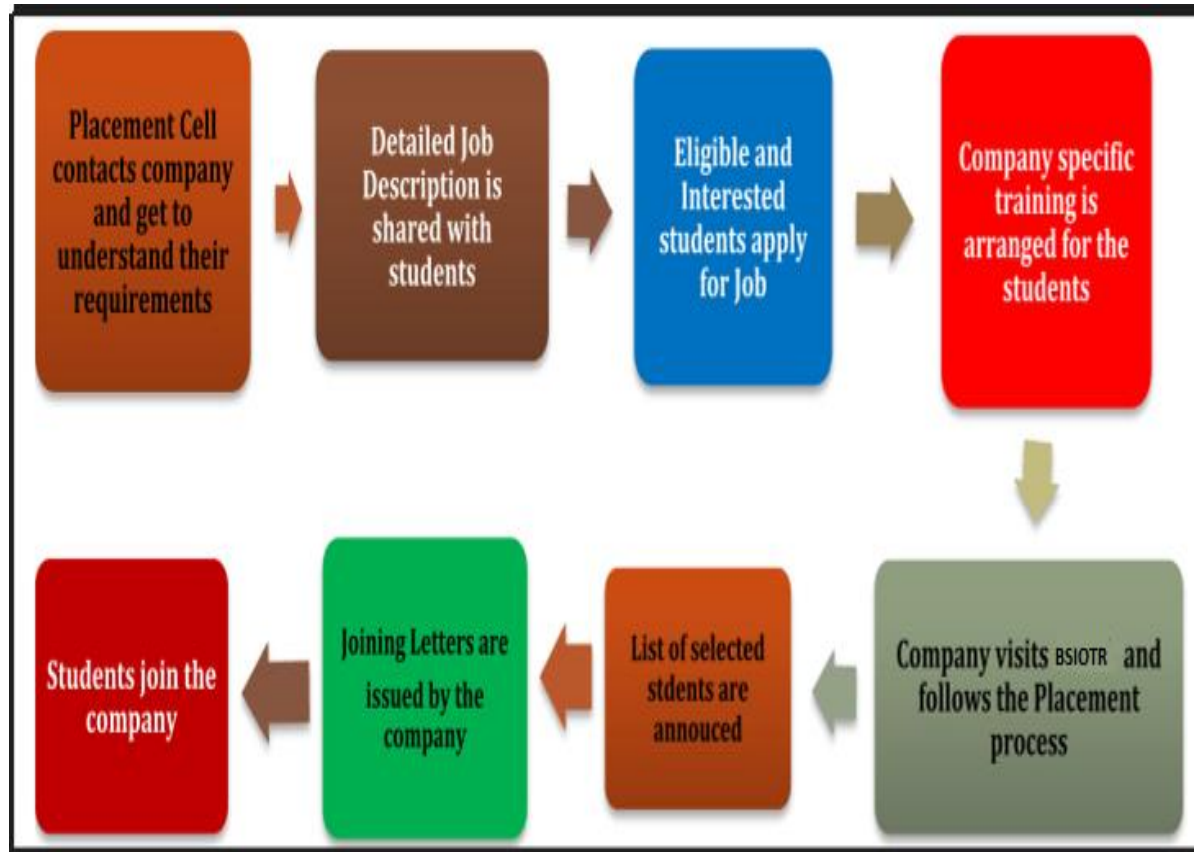 Placement Cell
contacts company
and get to
understand their
requirements
Detailed Job
Description is
shared with
students
Eligible and
Interested
students apply
for Job
Company specific
training is
arranged for the
students
Company visits BSIOTR and
follows the Placement
process
List of selected
stdents are
annouced
Joining Letters are
issued by the
company
Students join the
company